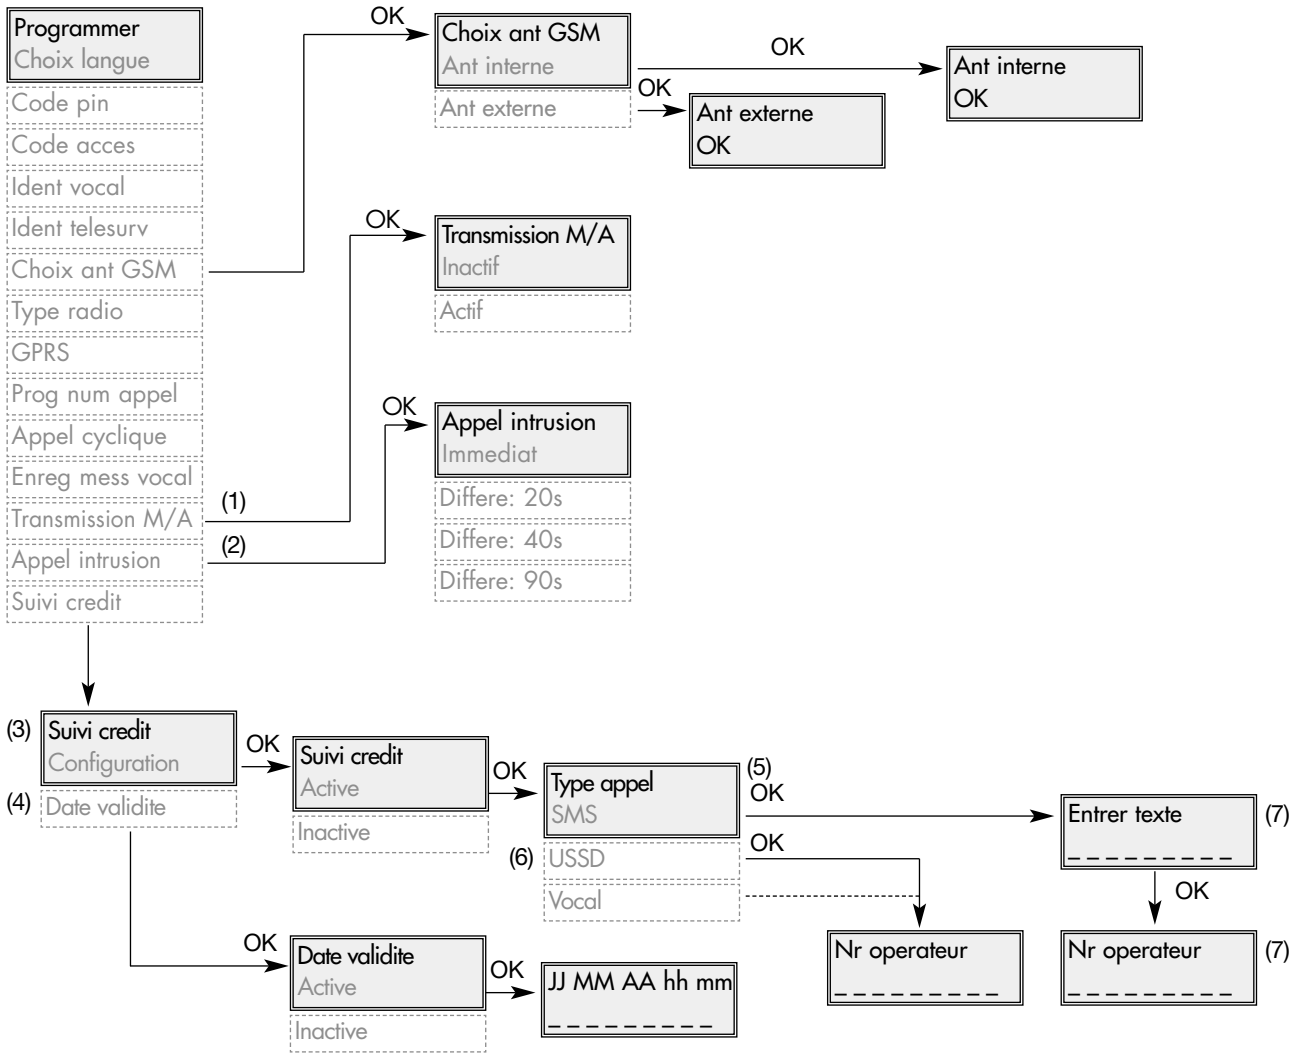 Programmer
Choix langue
Code pin
Code acces
Ident vocal
Ident telesurv
Choix ant GSM
Type radio
GPRS
Prog num appel
Appel cyclique
Enreg mess vocal
Transmission M/A
Appel intrusion
Suivi credit
OK
Choix ant GSM
Ant interne
Ant externe
OK
Ant interne
OK
OK
Ant externe
OK
OK
Transmission M/A
Inactif
Actif
(1)
(2)
OK
Appel intrusion
Immediat
Differe: 20s
Differe: 40s
Differe: 90s
(3)
Suivi credit
Configuration
(4)
Date validite
OK
Suivi credit
Active
Inactive
OK
Type appel
SMS
(6)
USSD
Vocal
(5)
OK
OK
Entrer texte
_ _ _ _ _ _ _ _ _
(7)
OK
Nr operateur
_ _ _ _ _ _ _ _ _
Nr operateur
_ _ _ _ _ _ _ _ _
(7)
OK
Date validite
Active
Inactive
OK
JJ MM AA hh mm
_ _ _ _ _ _ _ _ _